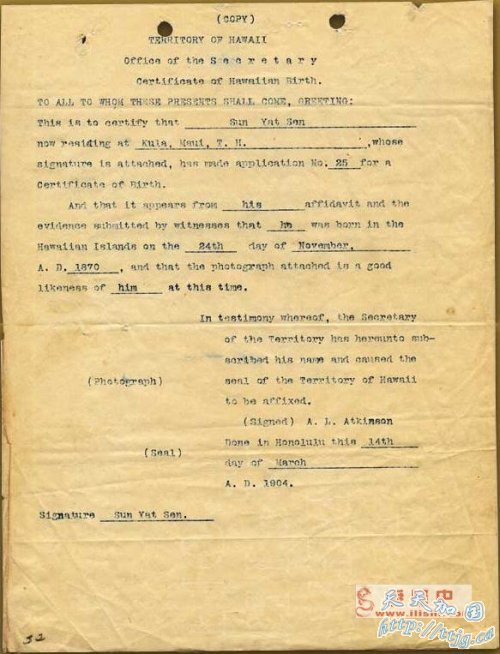 (COPY)
TERRITORY OF HAWAII
Office of the Secretary
Certificate of Hawaiian Birth.
TO ALL TO WHOM THESE PRESENTS SHALL COME, GREETING:
This is to certify that Sun Yat Sen
now residing at Kula, Maui, T. H. ,whose
signature is attached, has made application No. 25 for a
Certificate of Birth.
And that it appears from his affidavit and the
evidence submitted by witnesses that he was born in the
Hawaiian Islands on the 24th day of November,
A. D. 1870 , and that the photograph attached is a good
likeness of him at this time.
In testimony whereof, the Secretary
of the Territory has hereunto sub-
scribed his name and caused the
seal of the Territory of Hawaii
(Photograph)
to be affixed.
(Signed) A. L. Atkinson
Done in Honolulu this 14th
(Seal)
day of March
A. D. 1904.
Signature Sun Yat Sen.
天天加国
http://ttjg.ca
32